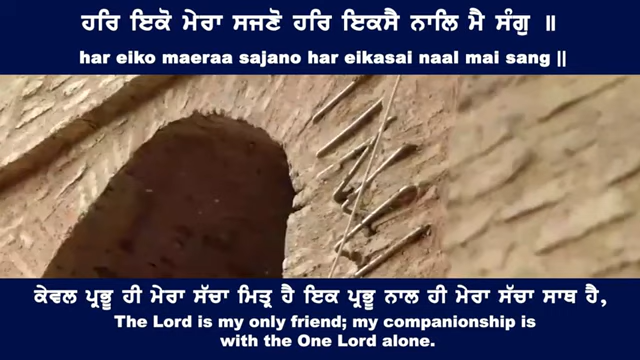 ਹਰਿ ਇਕੋ ਮੇਰਾ ਸਜਣੋ ਹਰਿ ਇਕਸੈ ਨਾਲਿ ਮੈ ਸੰਗੁ ॥
har eiko maeraa sajano har eikasai naal mai sang ||
ਕੇਵਲ ਪ੍ਰਭੂ ਹੀ ਮੇਰਾ ਸੱਚਾ ਮਿਤ੍ਰ ਹੈ ਇਕ ਪ੍ਰਭੂ ਨਾਲ ਹੀ ਮੇਰਾ ਸੱਚਾ ਸਾਥ ਹੈ,
The Lord is my only friend; my companionship is
with the One Lord alone.